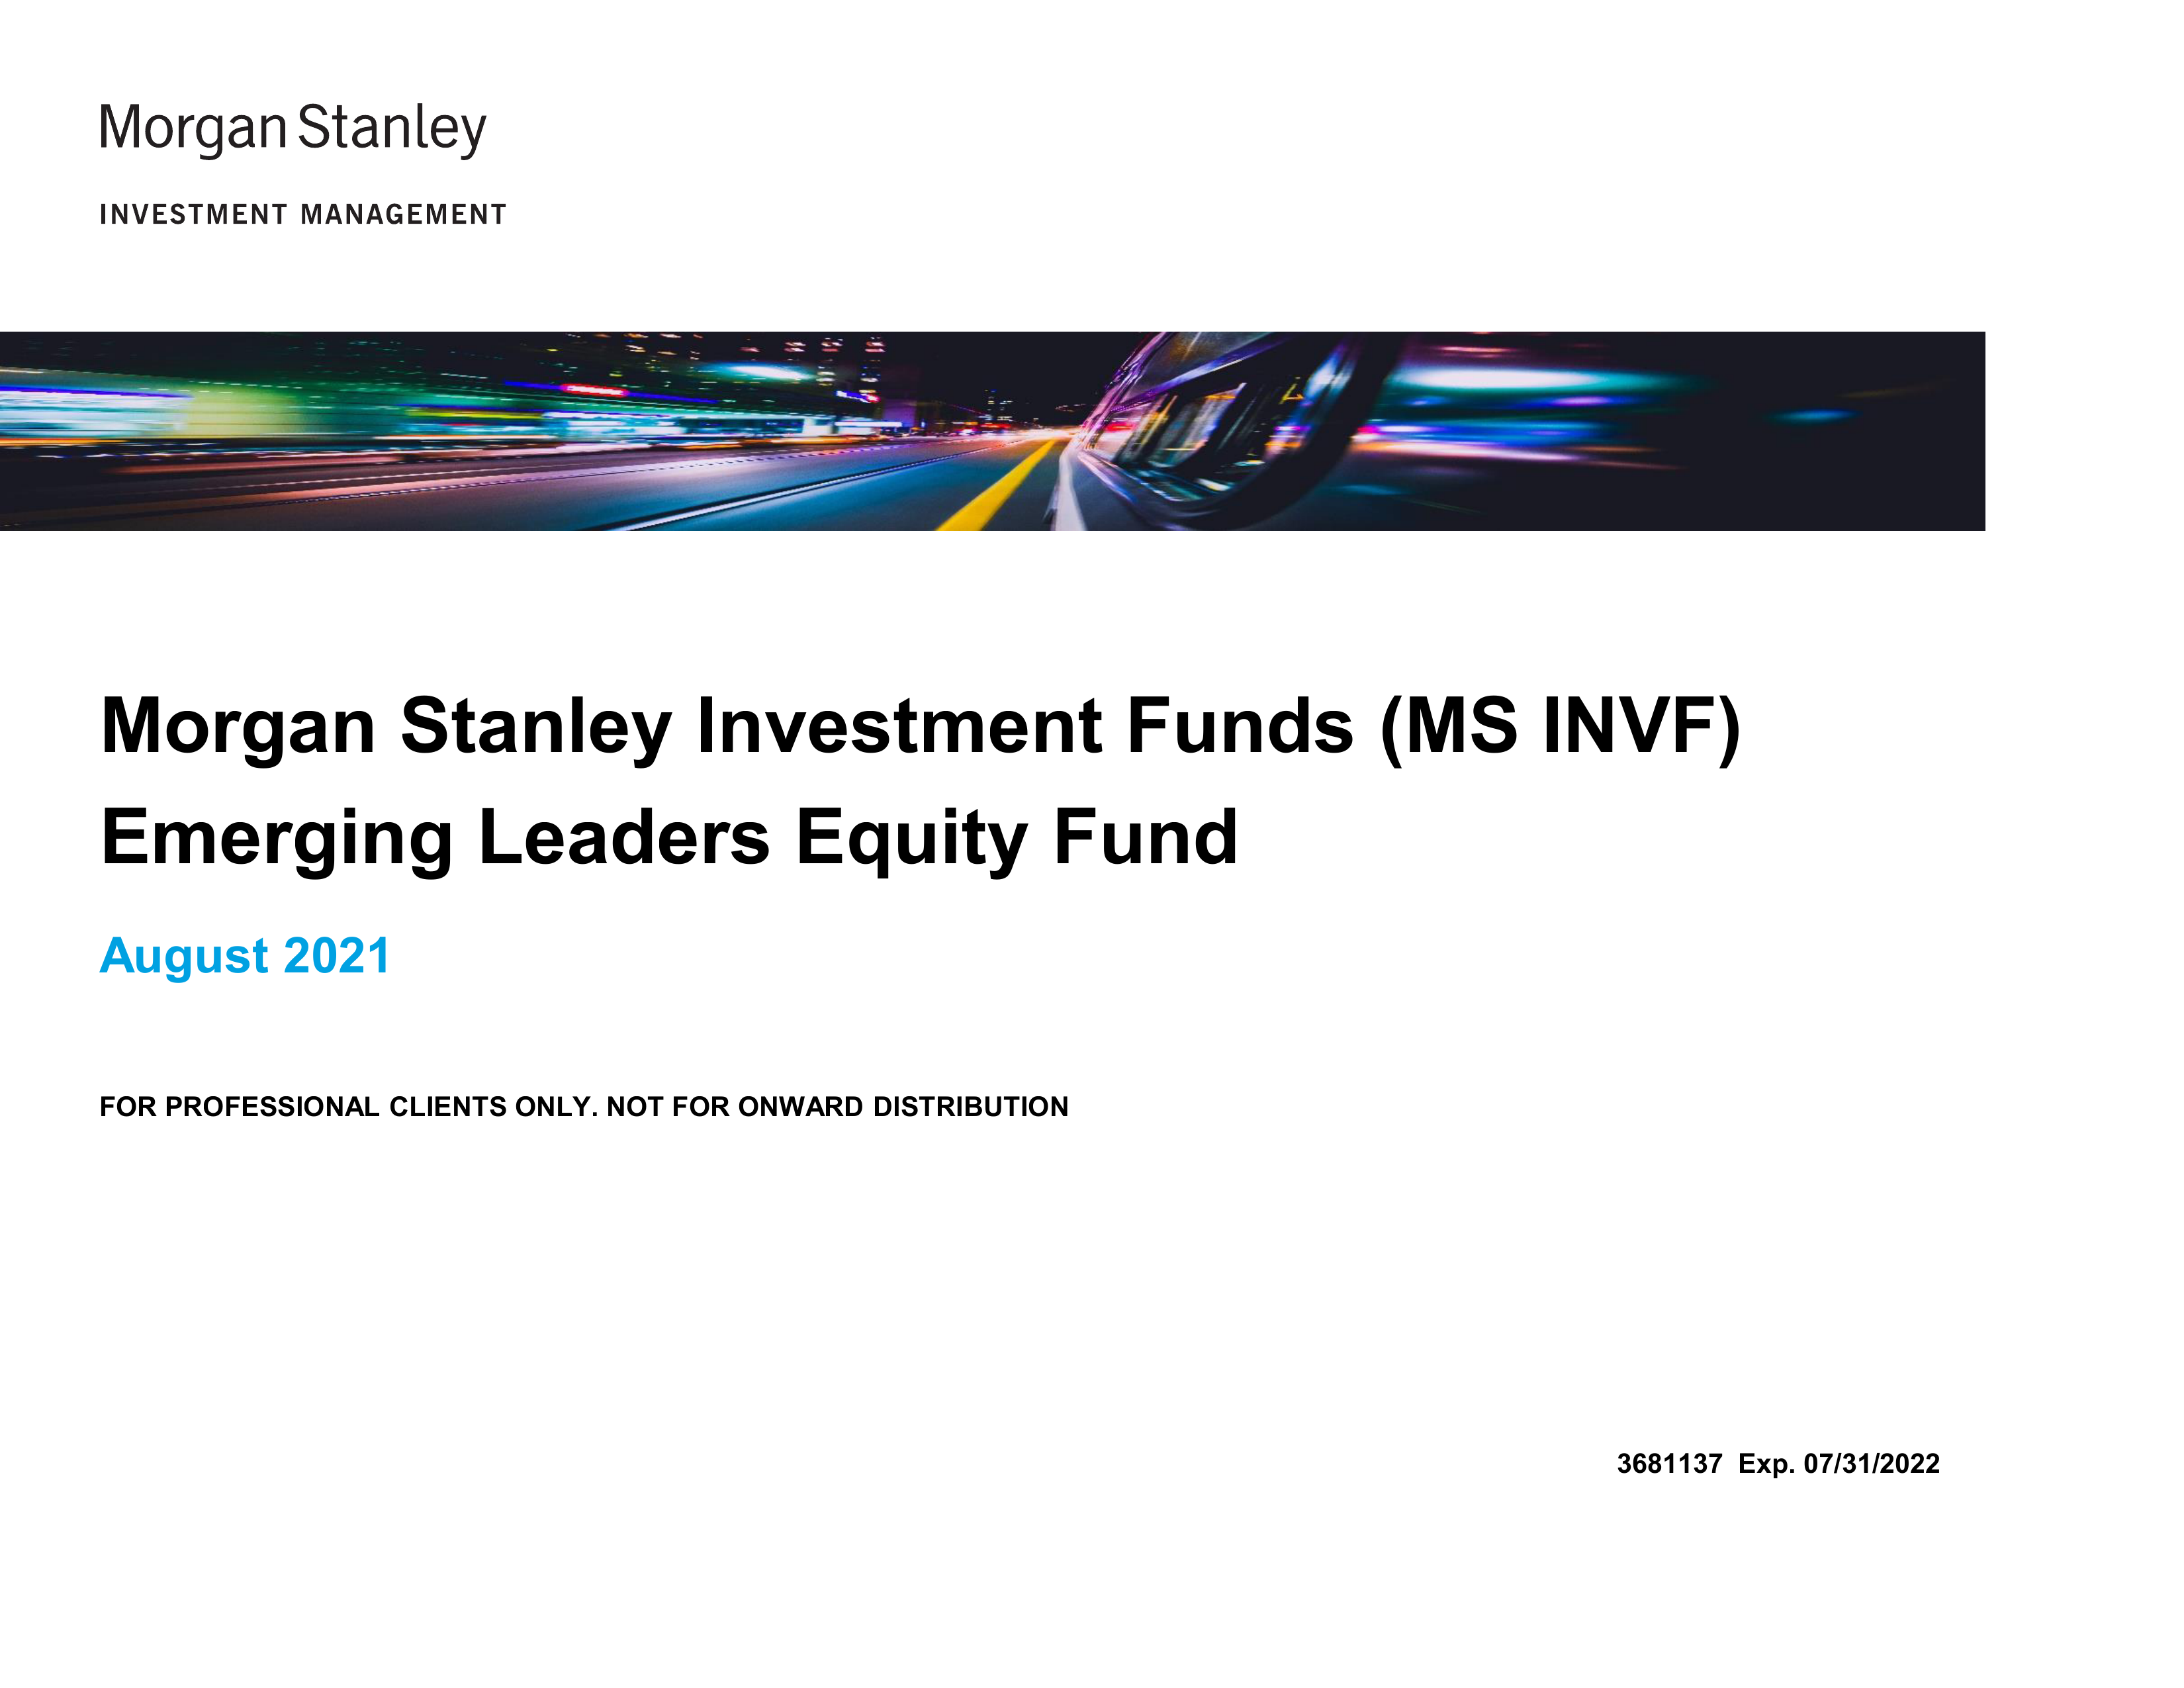 Morgan Stanley
INVESTMENT MANAGEMENT
Morgan Stanley Investment Funds (MS INVF)
Emerging Leaders Equity Fund
August 2021
FOR PROFESSIONAL CLIENTS ONLY. NOT FOR ONWARD DISTRIBUTION
3681137 Exp. 07/31/2022